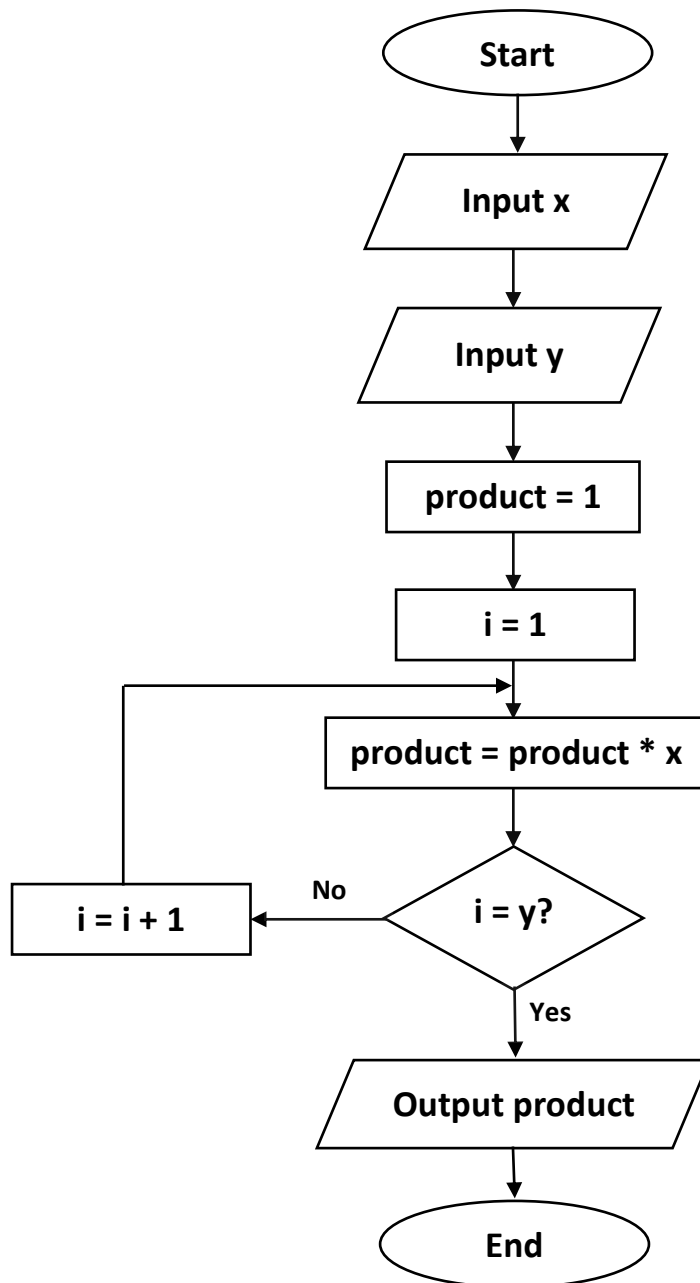 Start
Input x
Input y
product = 1
i = 1
product = product * x
i = y?
No
i = i + 1
Yes
Output product
End